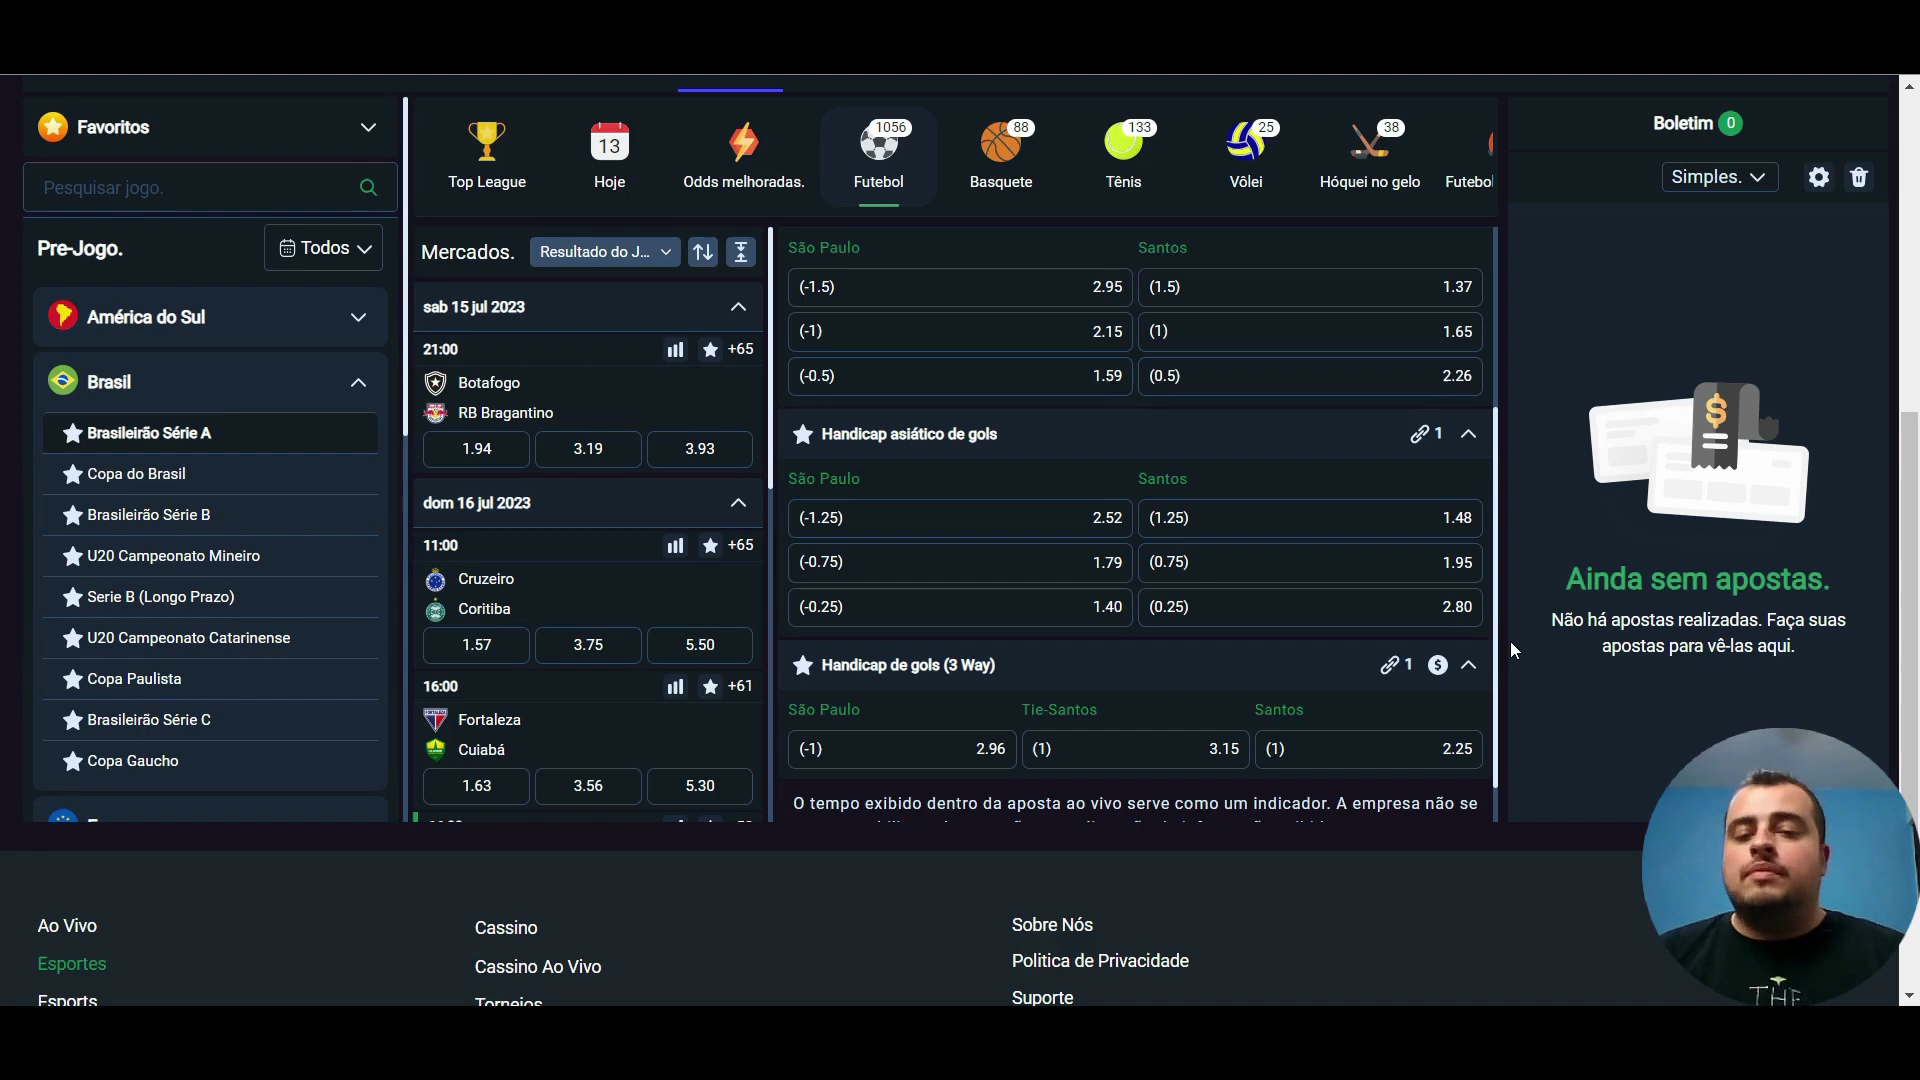 Favoritos
Pesquisar jogo.
Pre-Jogo.
Todos
América do Sul
Brasil
Brasileirão Série A
Copa do Brasil
Brasileirão Série B
U20 Campeonato Mineiro
Serie B (Longo Prazo)
U20 Campeonato Catarinense
Copa Paulista
Brasileirão Série C
Copa Gaucho
13
1056
88
133
25
38
Top League
Hoje
Odds melhoradas.
Futebol
Basquete
Tênis
Vôlei
Hóquei no gelo
Futebol
Mercados.
Resultado do J...
sab 15 jul 2023
21:00
+65
Botafogo
RB Bragantino
1.94 3.19 3.93
dom 16 jul 2023
11:00
+65
Cruzeiro
Coritiba
1.57 3.75 5.50
16:00
+61
Fortaleza
Cuiabá
1.63 3.56 5.30
São Paulo Santos
(-1.5) 2.95 (1.5) 1.37
(-1) 2.15 (1) 1.65
(-0.5) 1.59 (0.5) 2.26
Handicap asiático de gols
1
São Paulo Santos
(-1.25) 2.52 (1.25) 1.48
(-0.75) 1.79 (0.75) 1.95
(-0.25) 1.40 (0.25) 2.80
Handicap de gols (3 Way)
1 $
São Paulo Tie-Santos Santos
(-1) 2.96 (1) 3.15 (1) 2.25
O tempo exibido dentro da aposta ao vivo serve como um indicador. A empresa não se
Boletim 0
Simples.
$
Ainda sem apostas.
Não há apostas realizadas. Faça suas
apostas para vê-las aqui.
Ao Vivo
Esportes
Esports
Cassino
Cassino Ao Vivo
Torneios
Sobre Nós
Politica de Privacidade
Suporte
THE